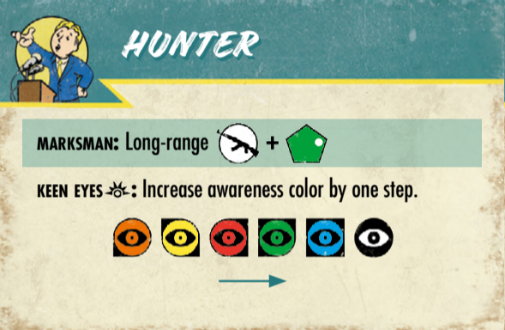 HUNTER
MARKSMAN: Long-range +
KEEN EYES: Increase awareness color by one step.